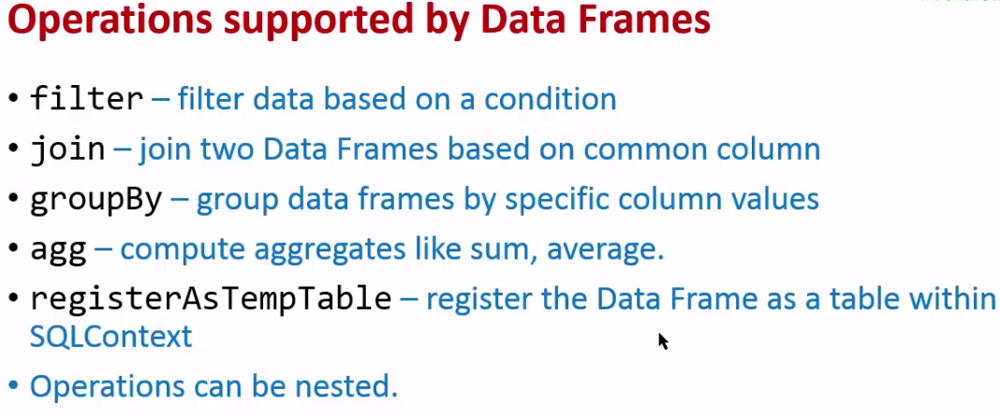 Operations supported by Data Frames
• filter – filter data based on a condition
• join – join two Data Frames based on common column
• groupBy – group data frames by specific column values
• agg – compute aggregates like sum, average.
• registerAsTempTable – register the Data Frame as a table within
SQLContext
• Operations can be nested.